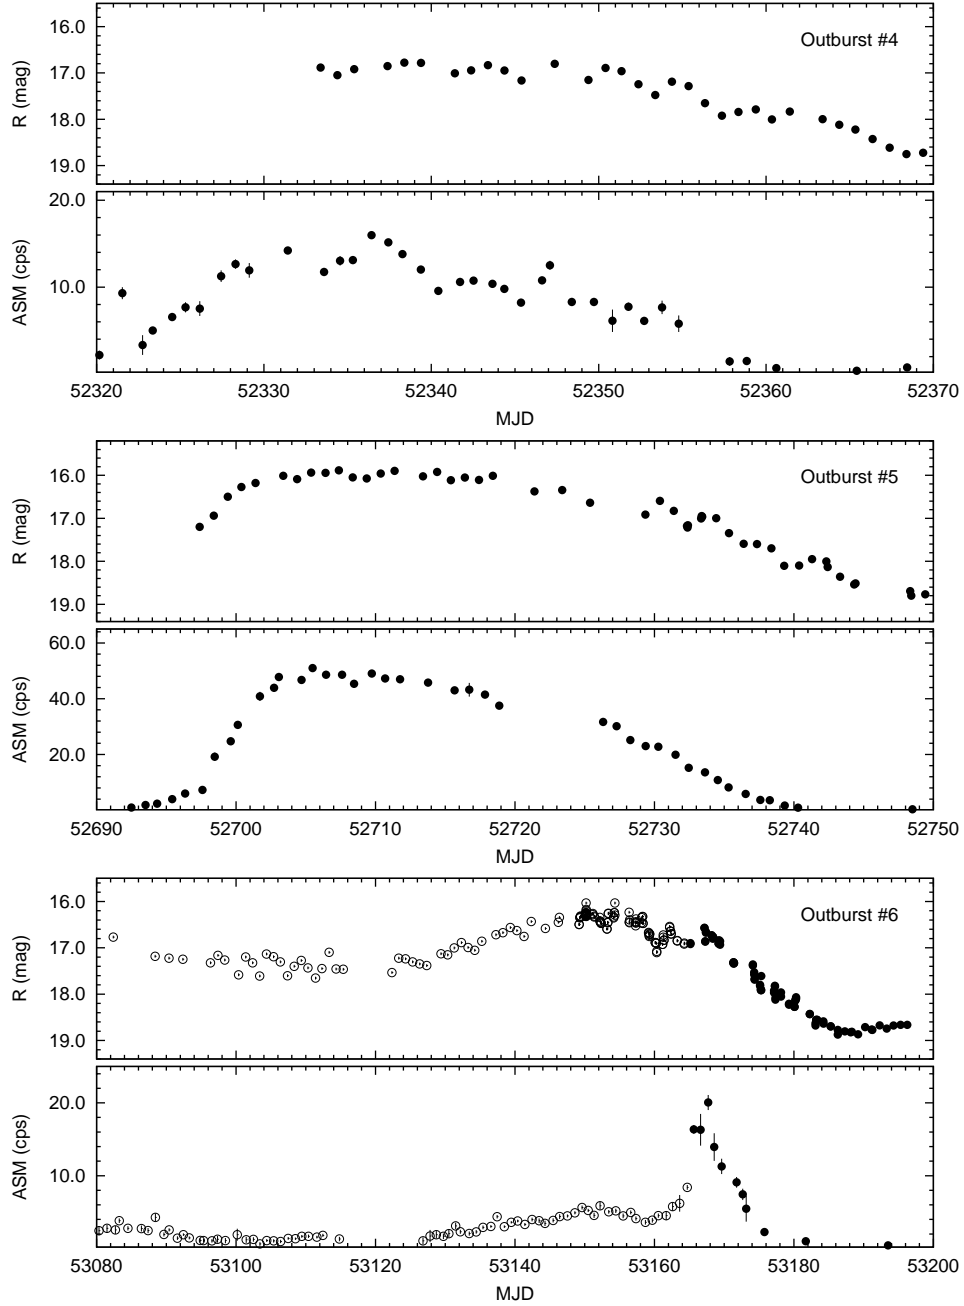 Outburst #4
R (mag)
16.0
17.0
18.0
19.0
ASM (cps)
20.0
10.0
52320 52330 52340 52350 52360 52370
MJD
Outburst #5
R (mag)
16.0
17.0
18.0
19.0
ASM (cps)
60.0
40.0
20.0
52690 52700 52710 52720 52730 52740 52750
MJD
Outburst #6
R (mag)
16.0
17.0
18.0
19.0
ASM (cps)
20.0
10.0
53080 53100 53120 53140 53160 53180 53200
MJD